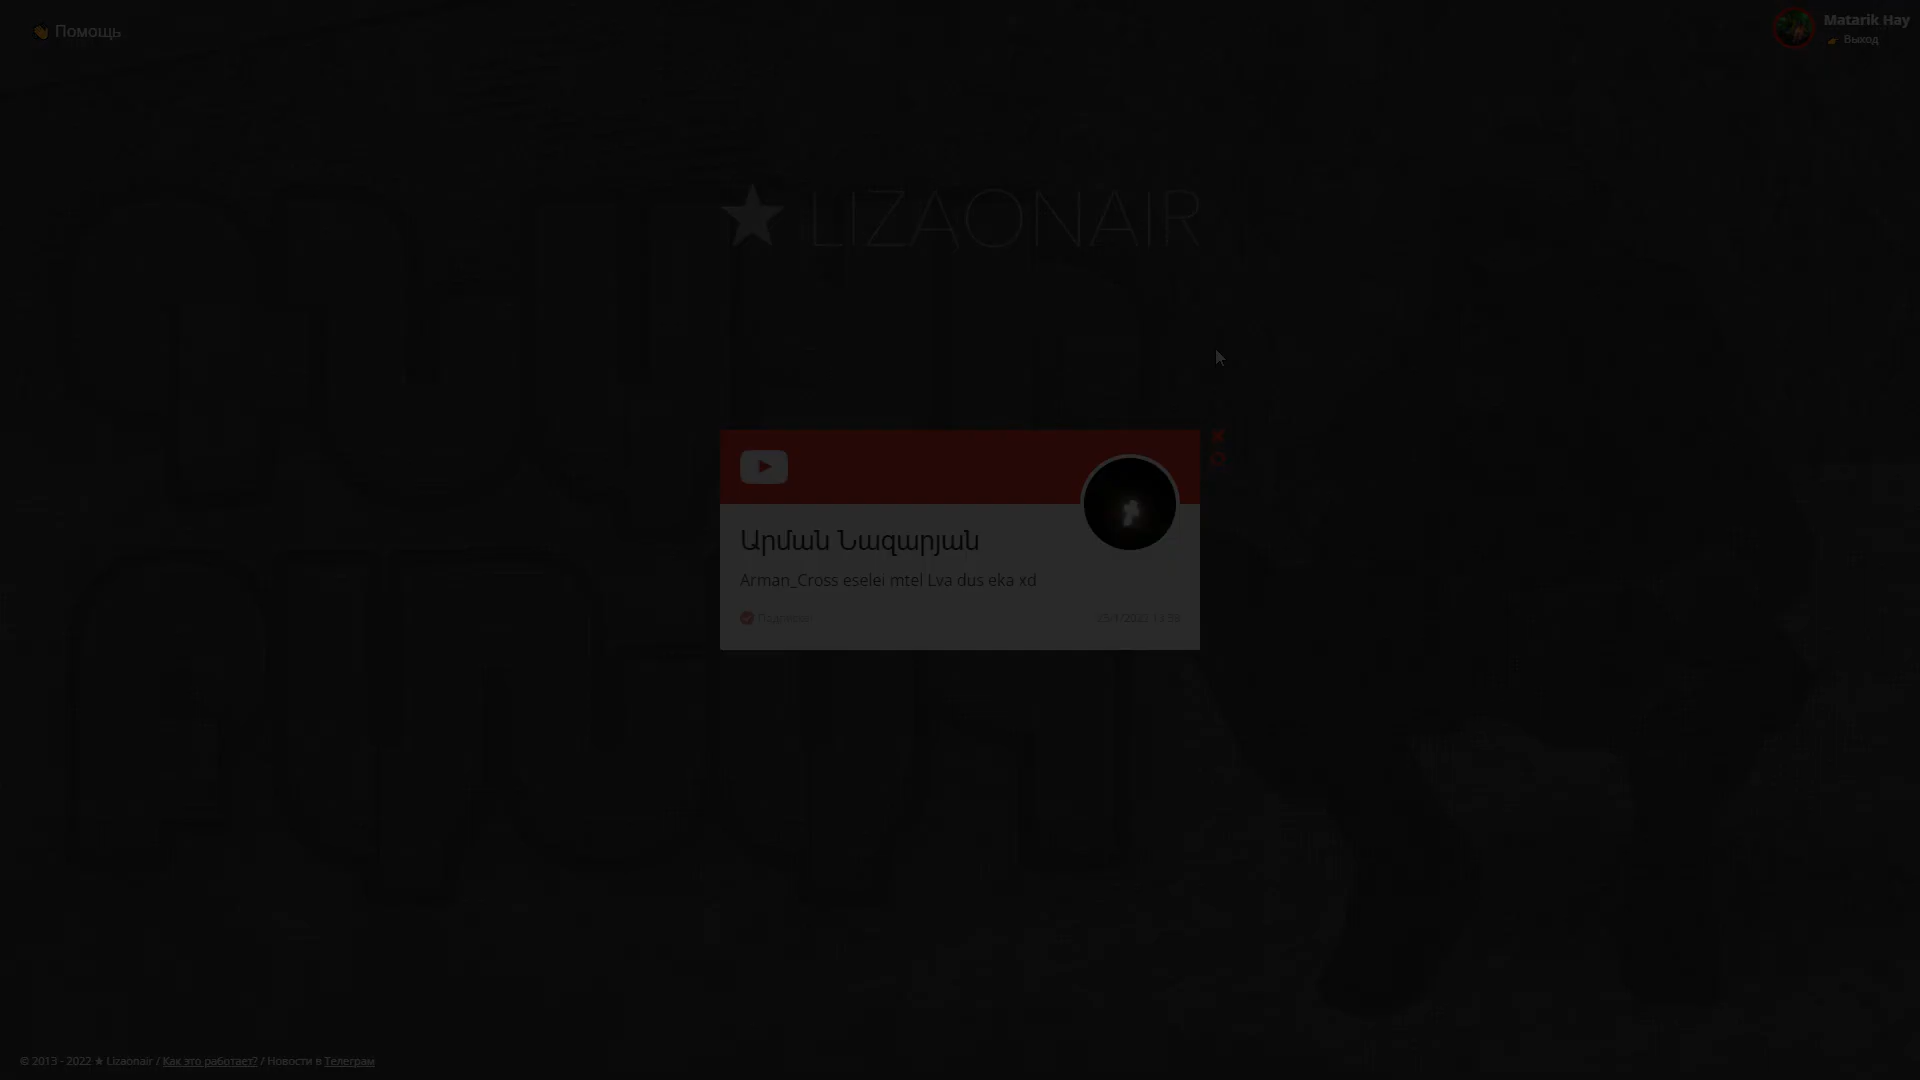 Помощь
Matarik Hay
Выход
★ LIZAONAIR
Արման Նազարյան
Arman_Cross eselei mtel Lva dus eka xd
© 2013 - 2022 ★ Lizaonair / Как это работает? / Новости в Телеграм